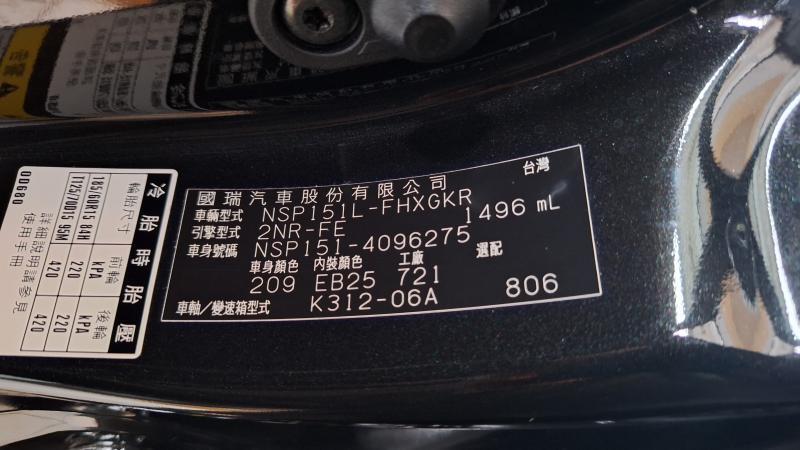 國瑞汽車股份有限公司
台灣
車輛型式 NSP151L-FHXGKR
引擎型式 2NR-FE 1496 mL
車身號碼 NSP151-4096275
車身顏色 內裝顏色 工廠 選配
209 EB25 721
806
車軸/變速箱型式 K312-06A
冷胎時胎壓
輪胎尺寸 前輪 後輪
kPA kPA
185/60R15 84H 220 220
T125/70D15 95M 420 420
詳細說明請參見
使用手冊
0D680